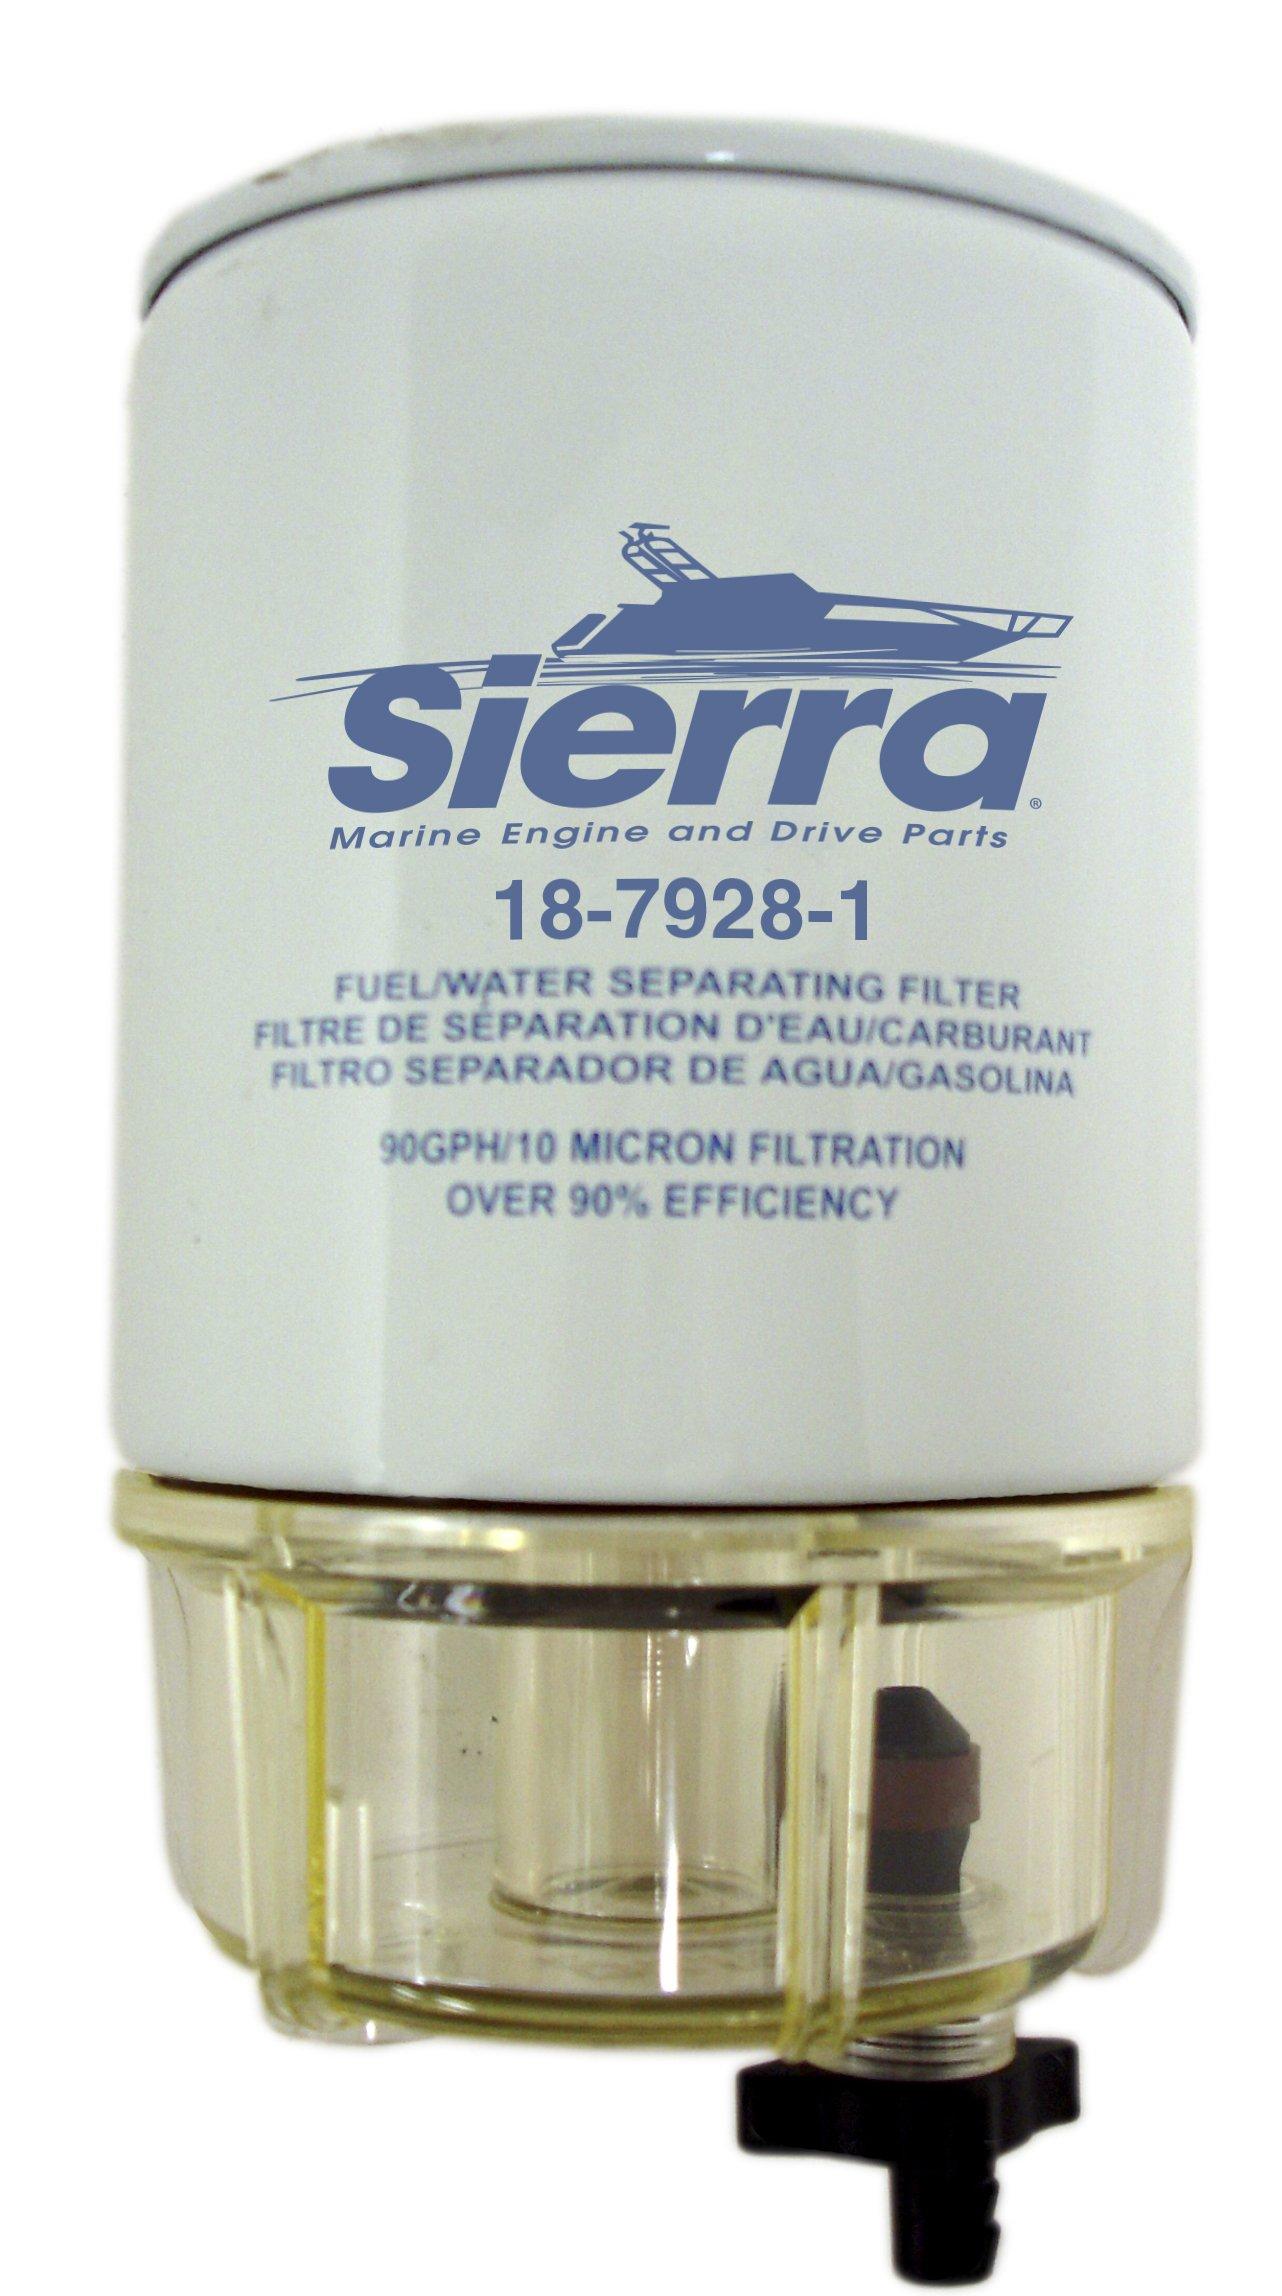 Sierra®
Marine Engine and Drive Parts
18-7928-1
FUEL/WATER SEPARATING FILTER
FILTRE DE SÉPARATION D'EAU/CARBURANT
FILTRO SEPARADOR DE AGUA/GASOLINA
90GPH/10 MICRON FILTRATION
OVER 90% EFFICIENCY